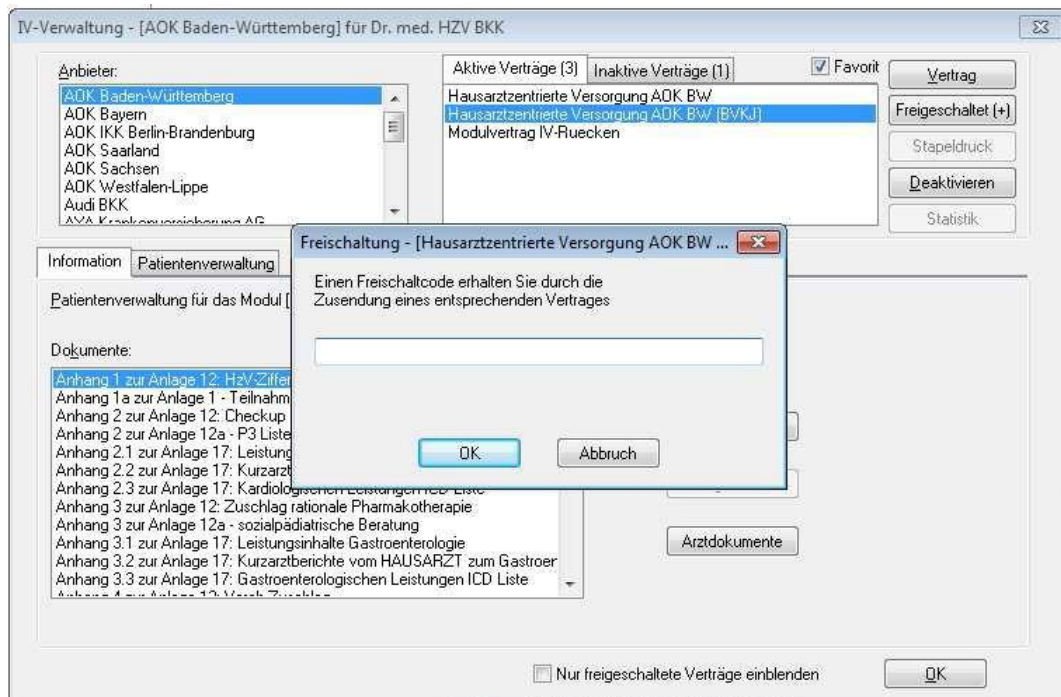 IV-Verwaltung - [AOK Baden-Württemberg] für Dr. med. HZV BKK
Anbieter:
AOK Baden-Württemberg
AOK Bayern
AOK IKK Berlin-Brandenburg
AOK Saarland
AOK Sachsen
AOK Westfalen-Lippe
Audi BKK
AXA Krankenversicherung AG
Aktive Verträge (3)
Inaktive Verträge (1)
Favorit
Hausarztzentrierte Versorgung AOK BW
Hausarztzentrierte Versorgung AOK BW (BVKJ)
Modulvertrag IV-Ruecken
Vertrag
Freigeschaltet (+)
Stapeldruck
Deaktivieren
Statistik
Information
Patientenverwaltung
Patientenverwaltung für das Modul [
Dokumente:
Anhang 1 zur Anlage 12: HzV-Ziffer
Anhang 1a zur Anlage 1 - Teilnahm
Anhang 2 zur Anlage 12: Checkup
Anhang 2 zur Anlage 12a - P3 Liste
Anhang 2.1 zur Anlage 17: Leistung
Anhang 2.2 zur Anlage 17: Kurzarzt
Anhang 2.3 zur Anlage 17: Kardiologischen Leistungen ICD Liste
Anhang 3 zur Anlage 12: Zuschlag rationale Pharmakotherapie
Anhang 3 zur Anlage 12a - sozialpädiatrische Beratung
Anhang 3.1 zur Anlage 17: Leistungsinhalte Gastroenterologie
Anhang 3.2 zur Anlage 17: Kurzarztberichte vom HAUSARZT zum Gastroer
Anhang 3.3 zur Anlage 17: Gastroenterologischen Leistungen ICD Liste
Freischaltung - [Hausarztzentrierte Versorgung AOK BW ...
Einen Freischaltcode erhalten Sie durch die
Zusendung eines entsprechenden Vertrages
OK
Abbruch
Arztdokumente
Nur freigeschaltete Verträge einblenden
OK